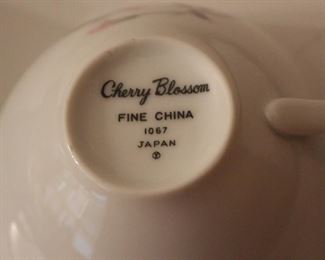 Cherry Blossom
FINE CHINA
1067
JAPAN